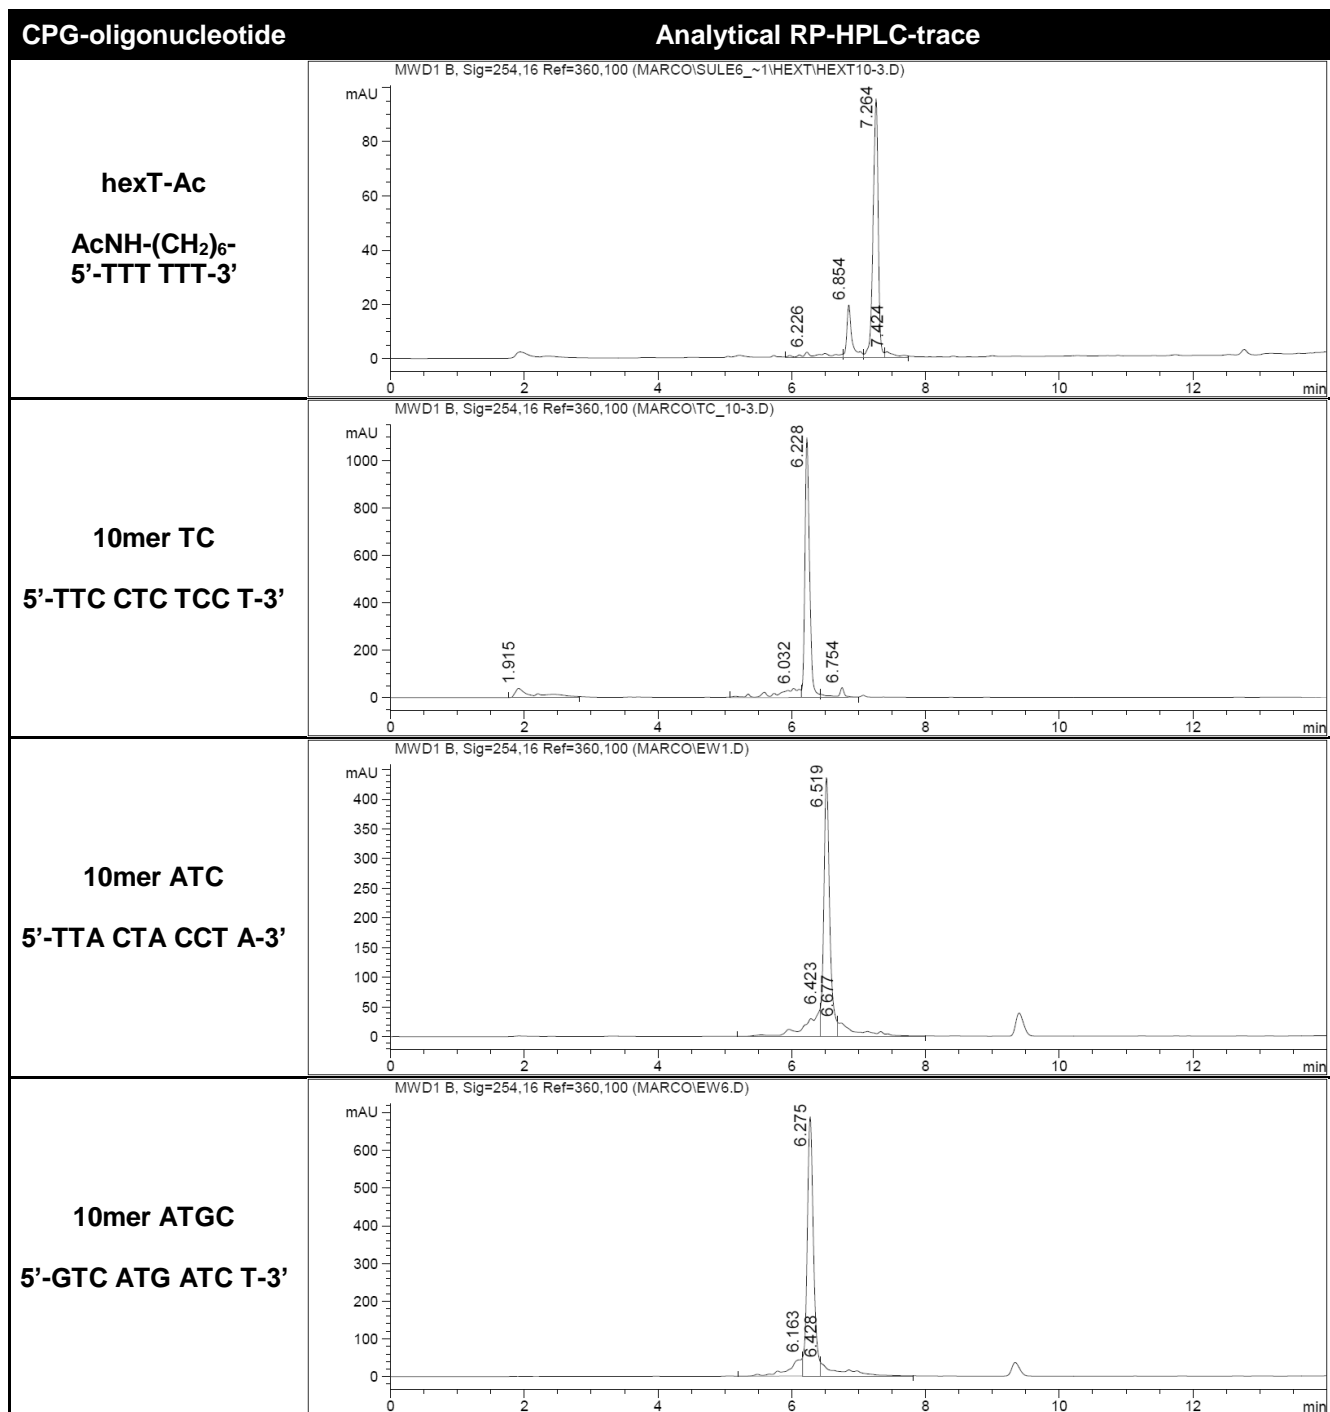 CPG-oligonucleotide Analytical RP-HPLC-trace
hexT-Ac
AcNH-(CH₂)₆-
5’-TTT TTT-3’
MWD1 B, Sig=254,16 Ref=360,100 (MARCO\SULE6_~1\HEXT\HEXT10-3.D)
mAU
80
60
40
20
0
6.226
6.854
7.264
7.424
0 2 4 6 8 10 12 min
10mer TC
5’-TTC CTC TCC T-3’
MWD1 B, Sig=254,16 Ref=360,100 (MARCO\TC_10-3.D)
mAU
1000
800
600
400
200
0
1.915
6.032
6.228
6.754
0 2 4 6 8 10 12 min
10mer ATC
5’-TTA CTA CCT A-3’
MWD1 B, Sig=254,16 Ref=360,100 (MARCO\EW1.D)
mAU
400
350
300
250
200
150
100
50
0
6.423
6.519
6.677
0 2 4 6 8 10 12 min
10mer ATGC
5’-GTC ATG ATC T-3’
MWD1 B, Sig=254,16 Ref=360,100 (MARCO\EW6.D)
mAU
600
500
400
300
200
100
0
6.163
6.275
6.428
0 2 4 6 8 10 12 min